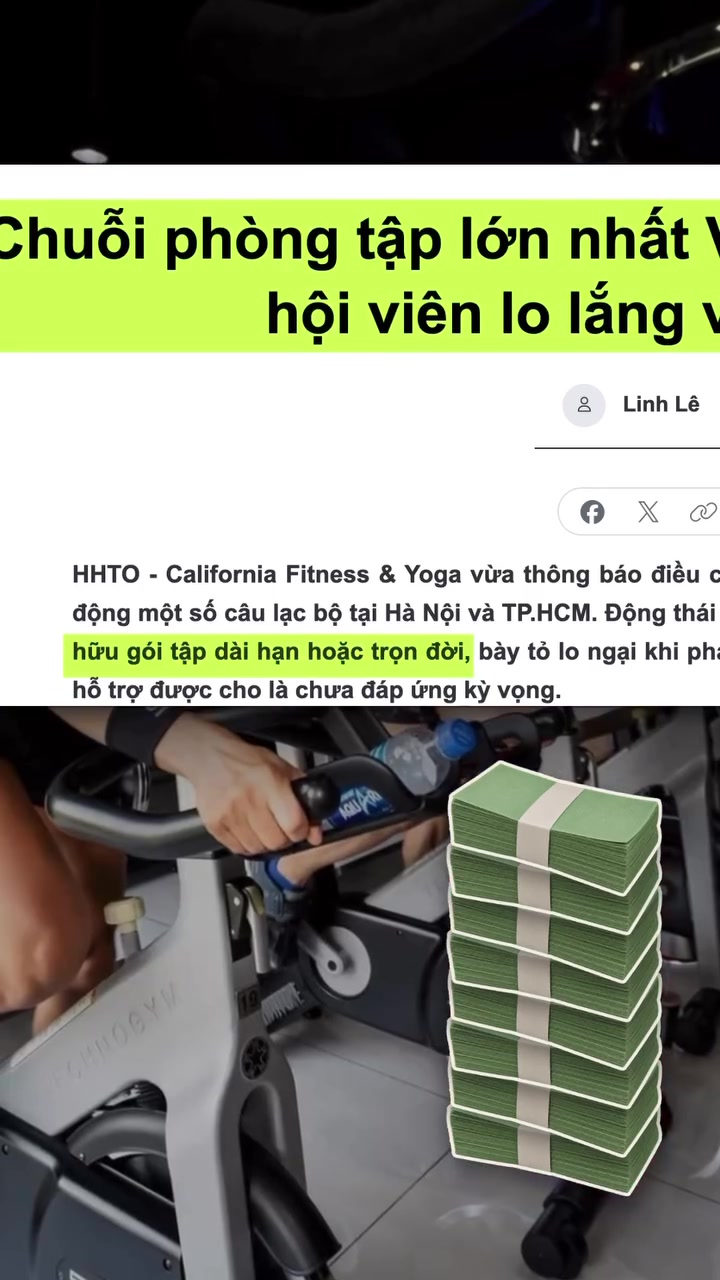 Chuỗi phòng tập lớn nhất
hội viên lo lắng
Linh Lê
HHTO - California Fitness & Yoga vừa thông báo điều
động một số câu lạc bộ tại Hà Nội và TP.HCM. Động thái
hữu gói tập dài hạn hoặc trọn đời, bày tỏ lo ngại khi
hỗ trợ được cho là chưa đáp ứng kỳ vọng.
TECHNOGYM
19